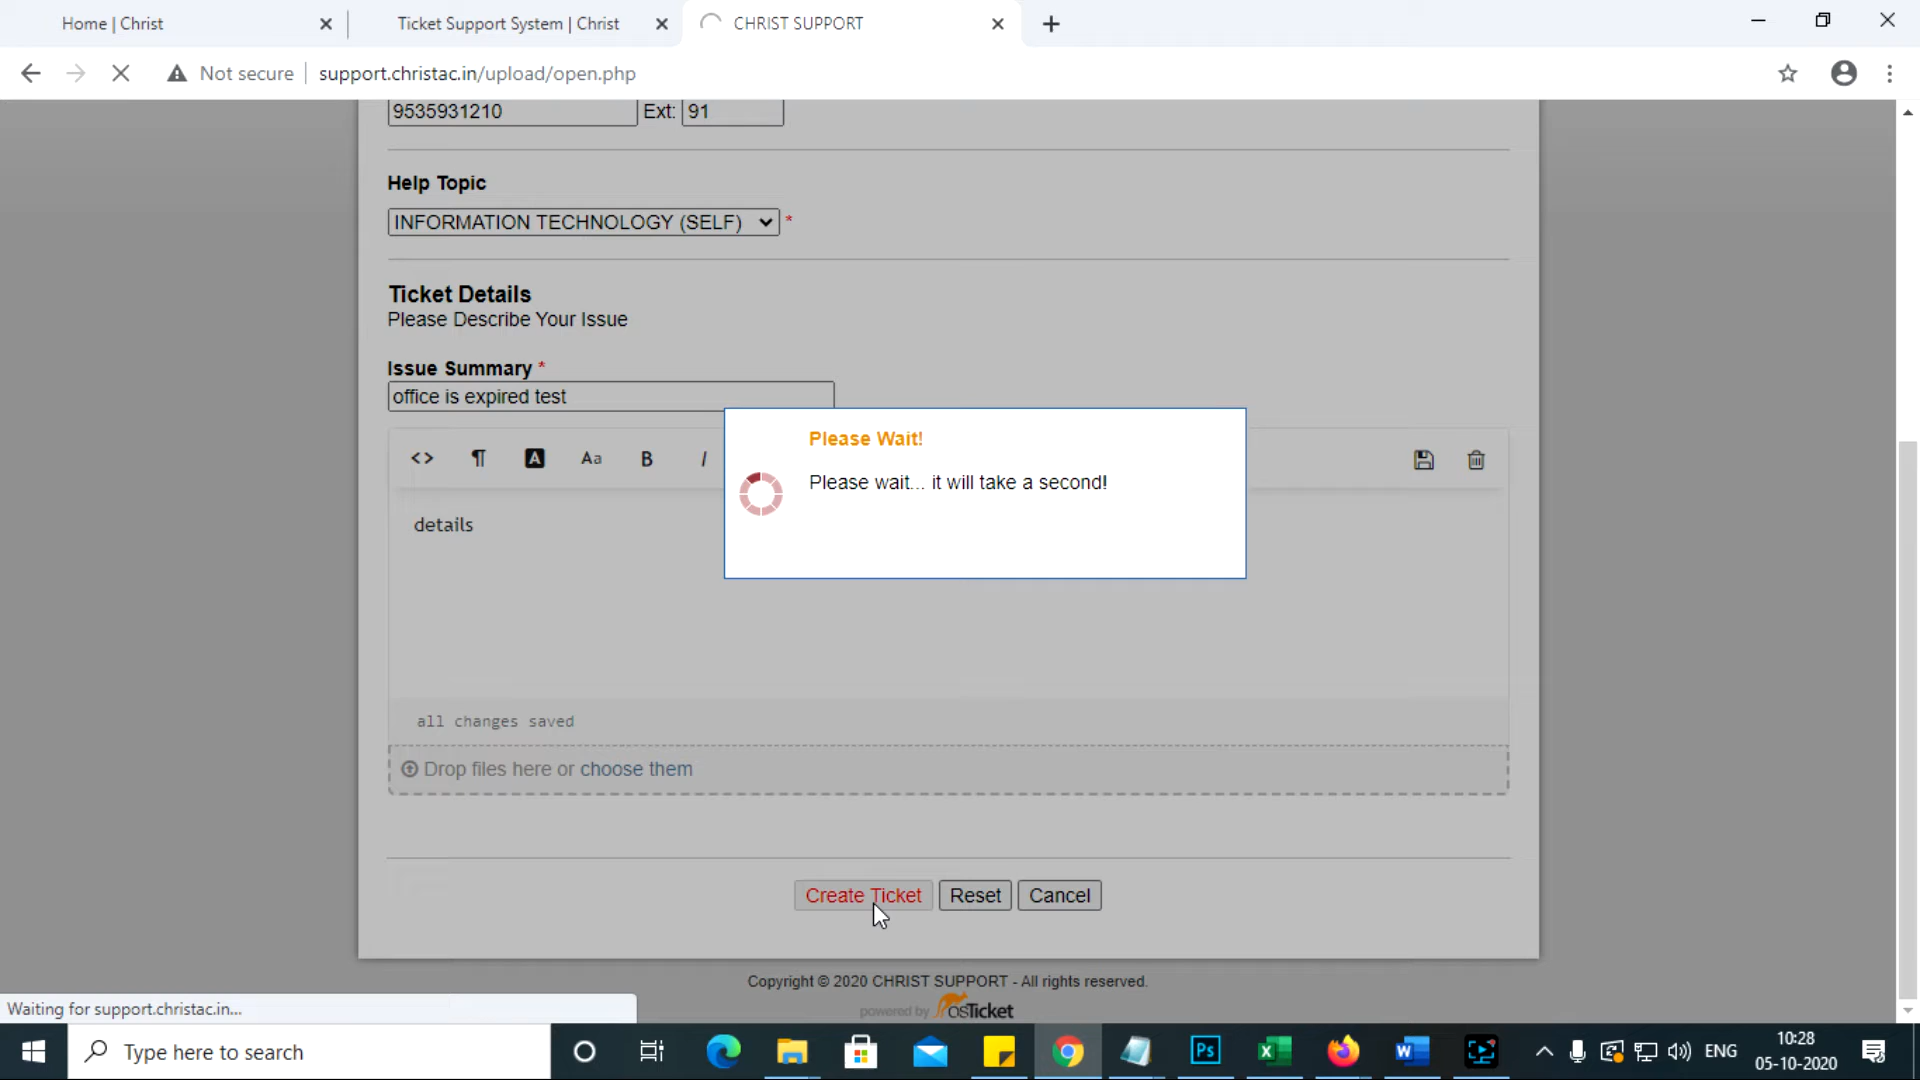 Home | Christ
Ticket Support System | Christ
CHRIST SUPPORT
Not secure
support.christac.in/upload/open.php
9535931210 Ext: 91
Help Topic
INFORMATION TECHNOLOGY (SELF) *
Ticket Details
Please Describe Your Issue
Issue Summary *
office is expired test
<> ¶ A Aa B I
Please Wait!
Please wait... it will take a second!
details
all changes saved
Drop files here or choose them
Create Ticket Reset Cancel
Copyright © 2020 CHRIST SUPPORT - All rights reserved.
powered by osTicket
Waiting for support.christac.in...
Type here to search
Ps
ENG
10:28
05-10-2020